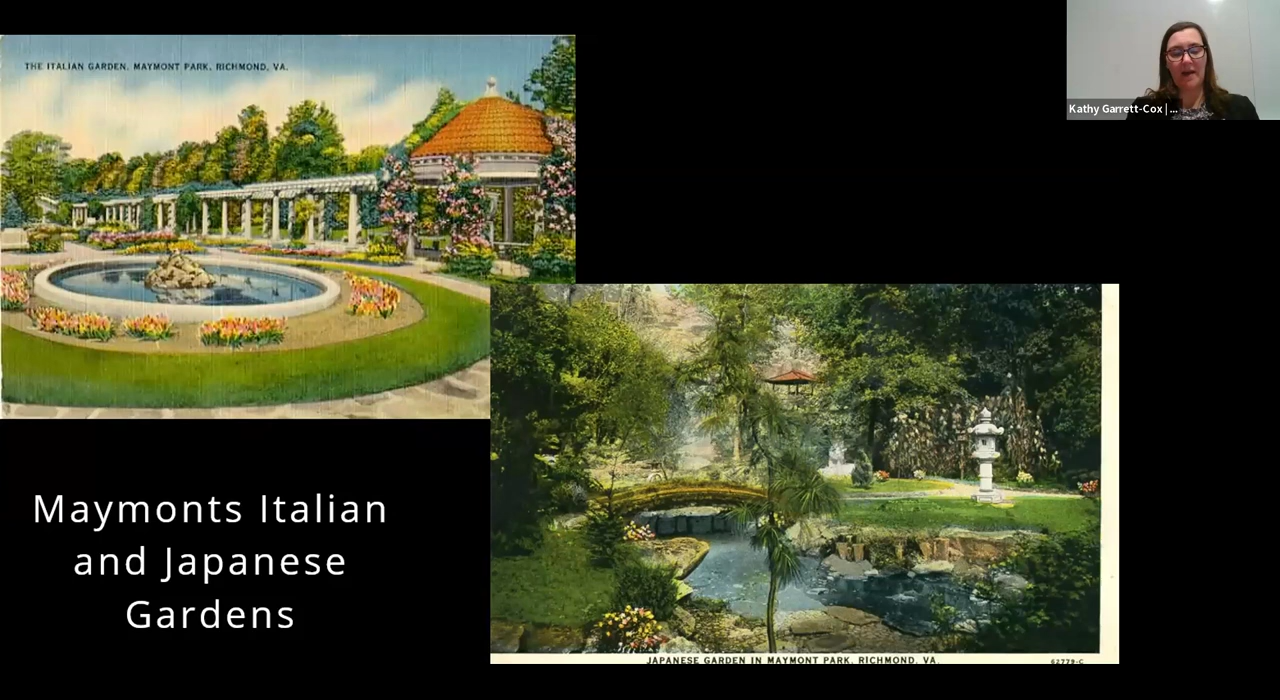 THE ITALIAN GARDEN, MAYMONT PARK, RICHMOND, VA.
Kathy Garrett-Cox | ...
Maymonts Italian
and Japanese
Gardens
JAPANESE GARDEN IN MAYMONT PARK, RICHMOND, VA.
62779-C